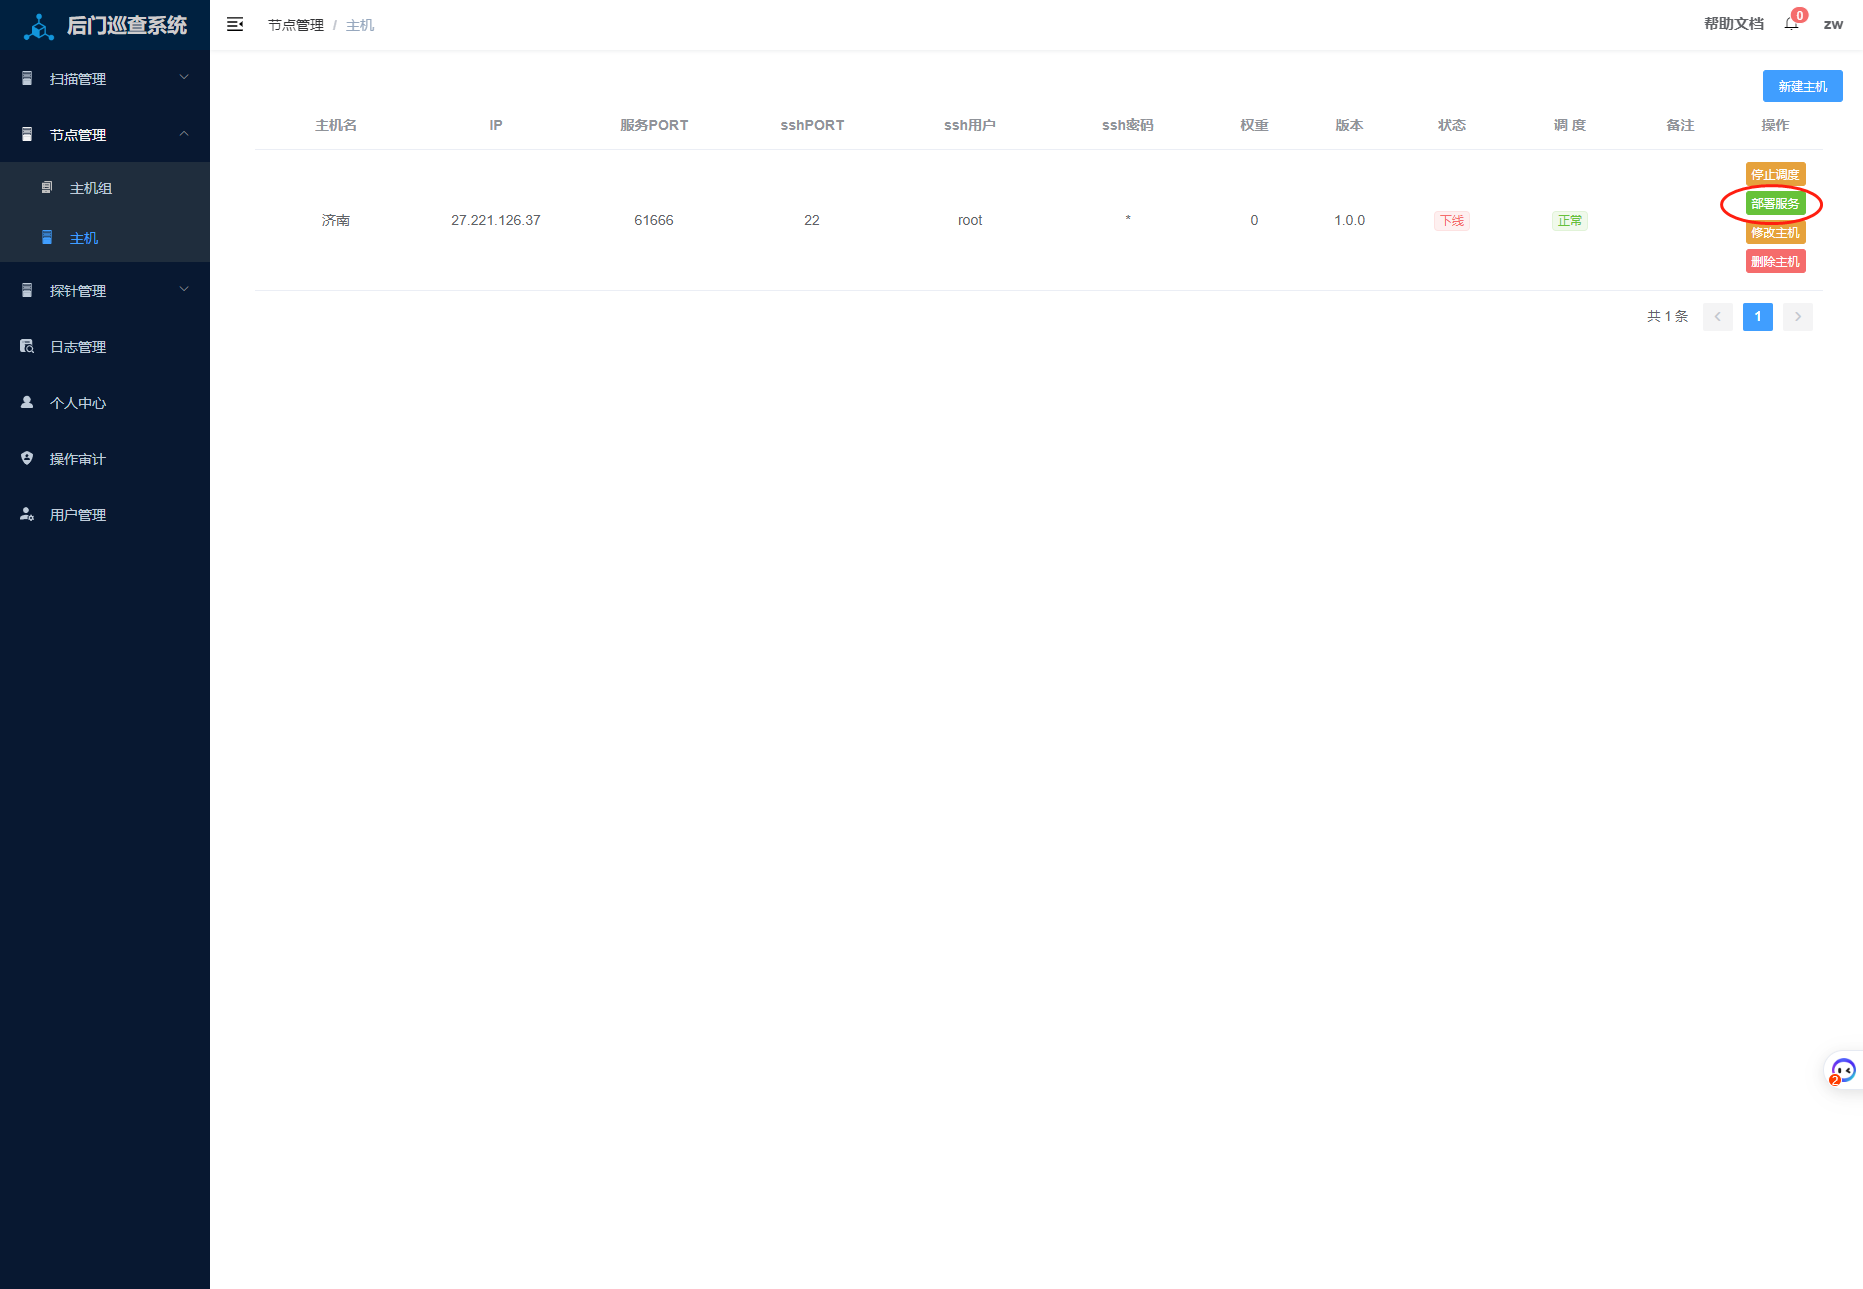 后门巡查系统
节点管理 / 主机
帮助文档
0
zw
扫描管理
节点管理
主机组
主机
探针管理
日志管理
个人中心
操作审计
用户管理
新建主机
主机名 IP 服务PORT sshPORT ssh用户 ssh密码 权重 版本 状态 调 度 备注 操作
济南 27.221.126.37 61666 22 root * 0 1.0.0 下线 正常
停止调度
部署服务
修改主机
删除主机
共 1 条
1
2